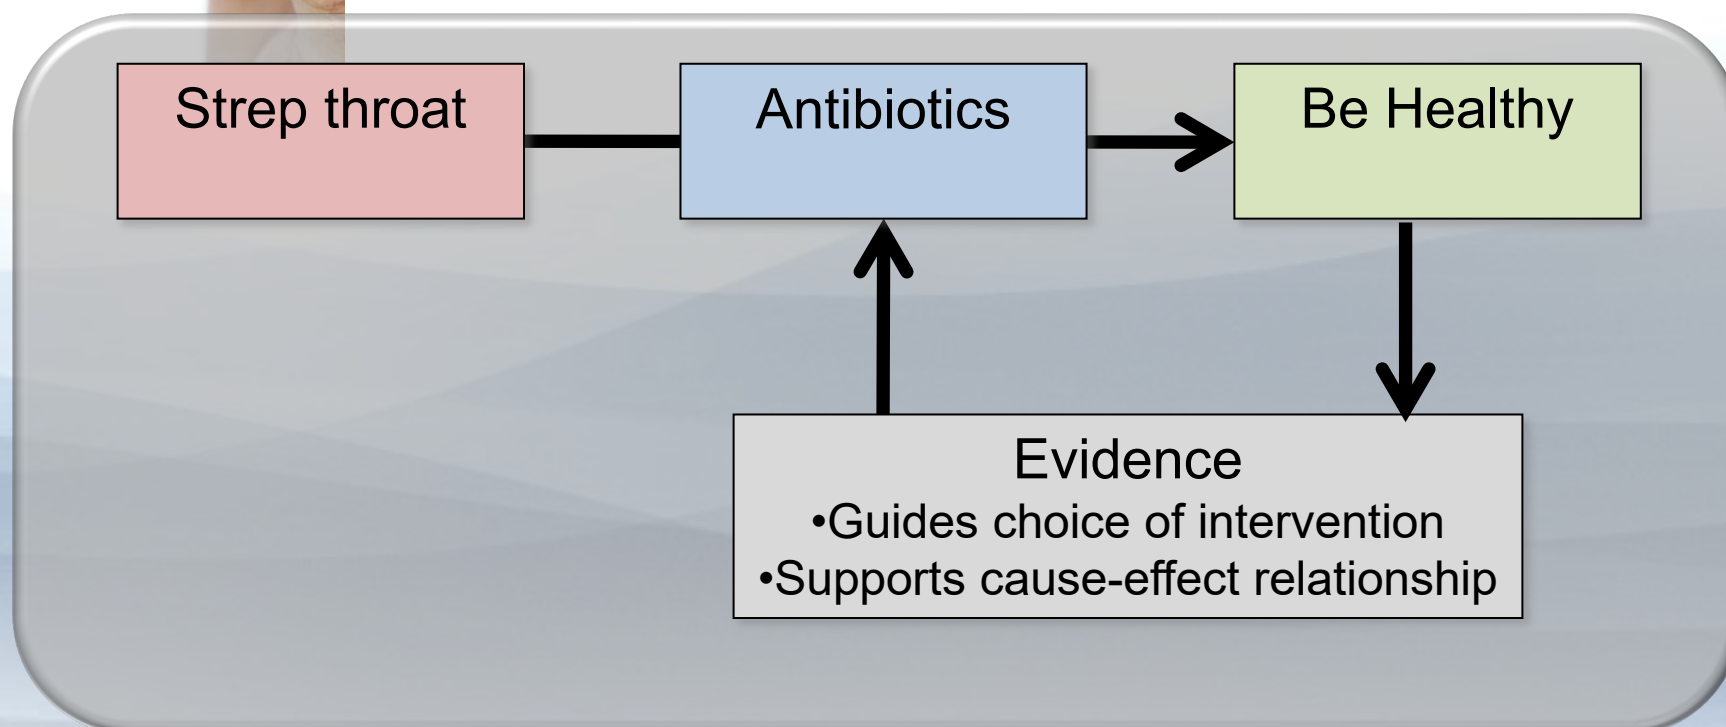 Strep throat
Antibiotics
Be Healthy
Evidence
•Guides choice of intervention
•Supports cause-effect relationship